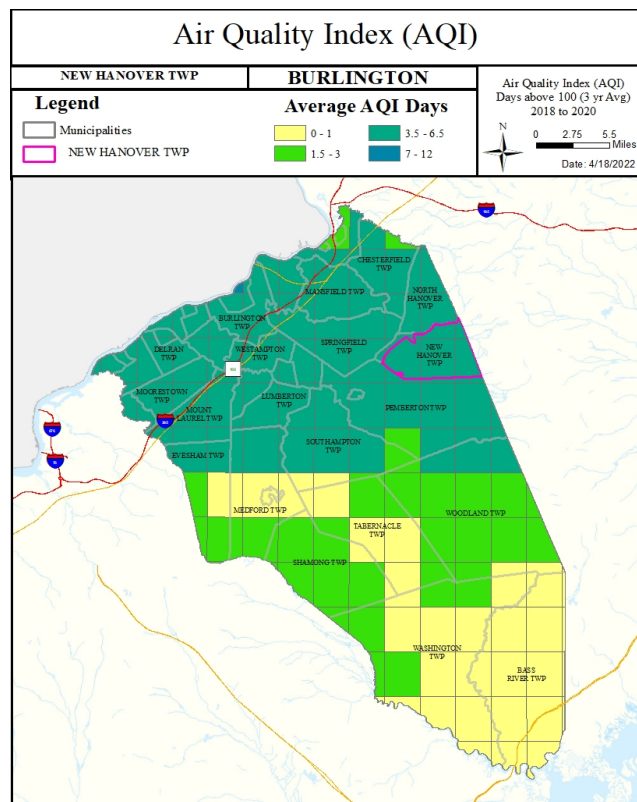 Air Quality Index (AQI)
NEW HANOVER TWP
BURLINGTON
Legend
Municipalities
NEW HANOVER TWP
Average AQI Days
0 - 1
3.5 - 6.5
1.5 - 3
7 - 12
Air Quality Index (AQI)
Days above 100 (3 yr Avg)
2018 to 2020
N
0 2.75 5.5
Miles
Date: 4/18/2022
CHESTERFIELD
TWP
MANSFIELD TWP
NORTH
HANOVER TWP
BURLINGTON
TWP
SPRINGFIELD
TWP
NEW
HANOVER
TWP
DELRAN
TWP
WESTAMPTON
TWP
MOORESTOWN
TWP
LUMBERTON
TWP
MOUNT
LAUREL TWP
PEMBERTON TWP
SOUTHAMPTON
TWP
EVESHAM TWP
MEDFORD TWP
WOODLAND TWP
TABERNACLE
TWP
SHAMONG TWP
WASHINGTON
TWP
BASS
RIVER TWP